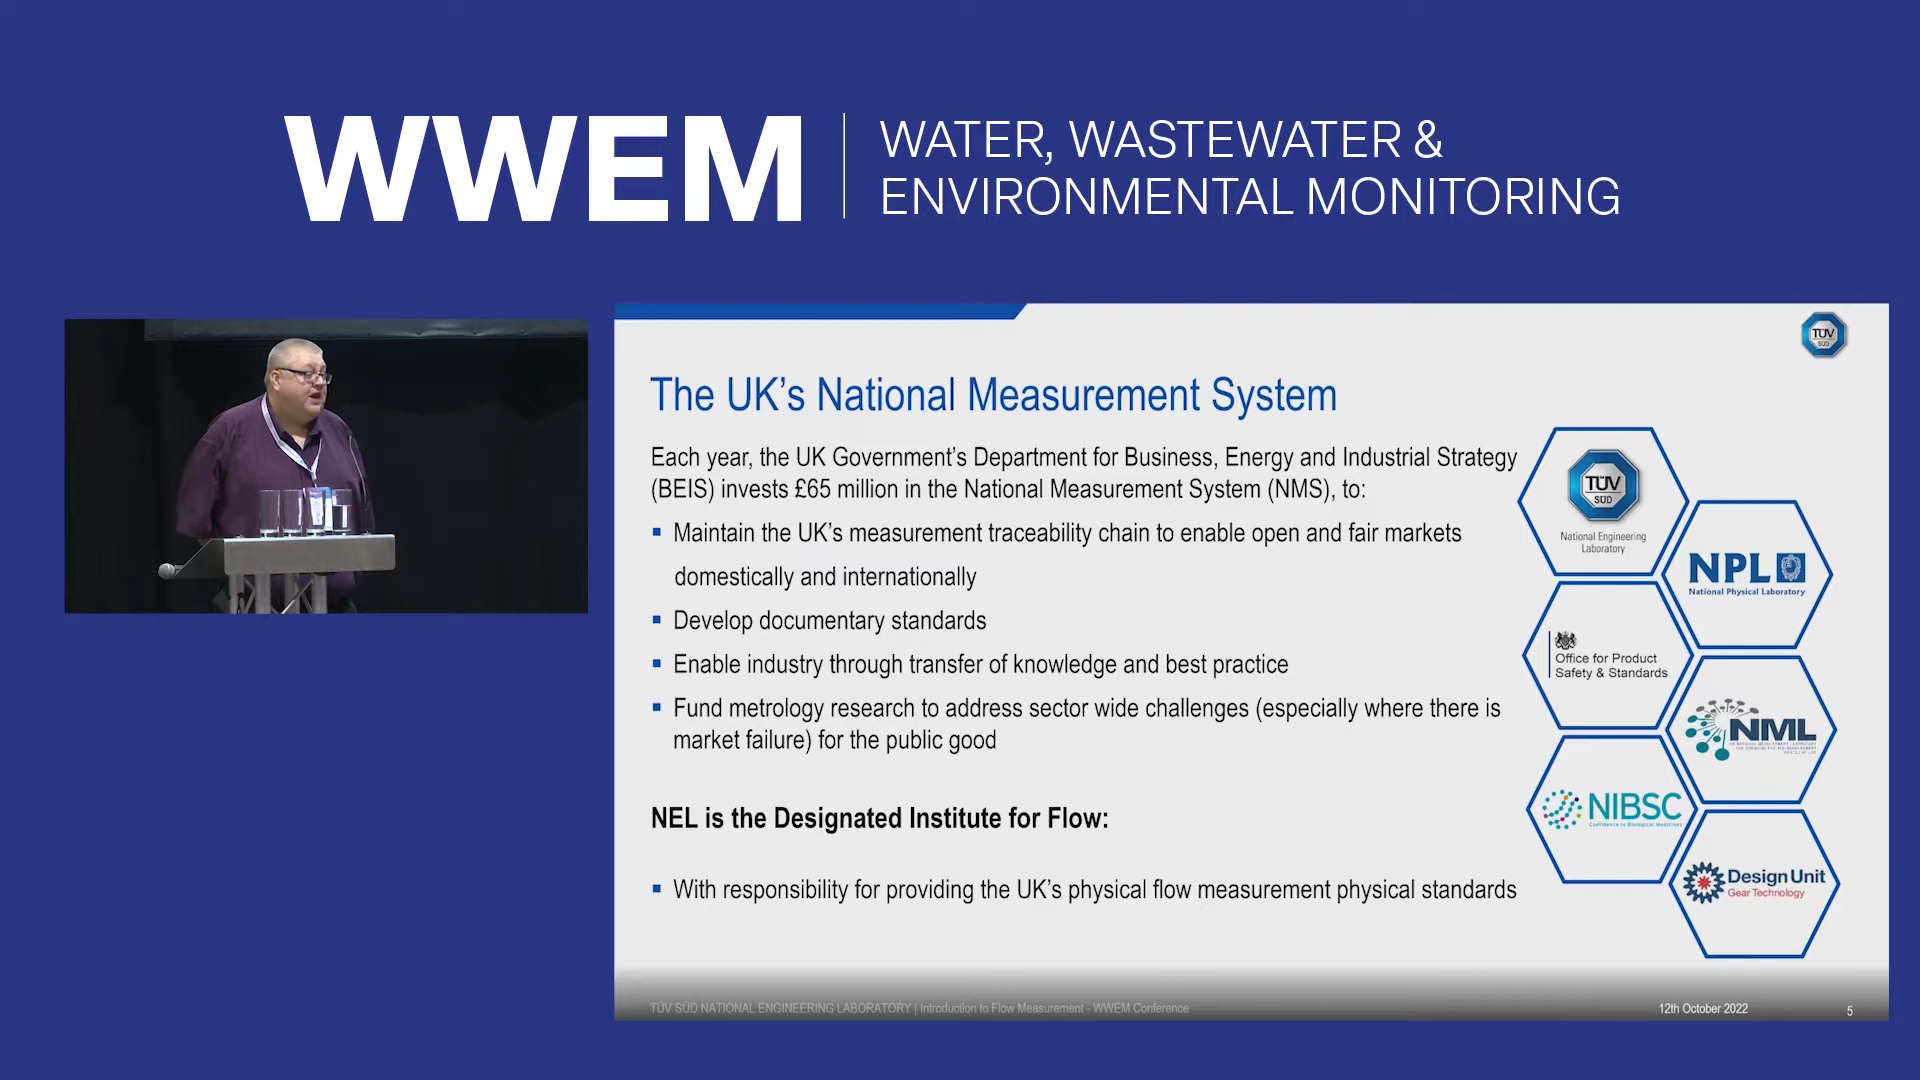 WWEM
WATER, WASTEWATER &
ENVIRONMENTAL MONITORING
TÜV
SÜD
The UK's National Measurement System
Each year, the UK Government's Department for Business, Energy and Industrial Strategy
(BEIS) invests £65 million in the National Measurement System (NMS), to:
Maintain the UK's measurement traceability chain to enable open and fair markets
domestically and internationally
Develop documentary standards
Enable industry through transfer of knowledge and best practice
Fund metrology research to address sector wide challenges (especially where there is
market failure) for the public good
NEL is the Designated Institute for Flow:
With responsibility for providing the UK's physical flow measurement physical standards
TÜV
SÜD
National Engineering
Laboratory
NPL
National Physical Laboratory
Office for Product
Safety & Standards
NML
NIBSC
Confidence in Biological Medicines
Design Unit
Gear Technology
TÜV SÜD NATIONAL ENGINEERING LABORATORY | Introduction to Flow Measurement - WWEM Conference
12th October 2022
5